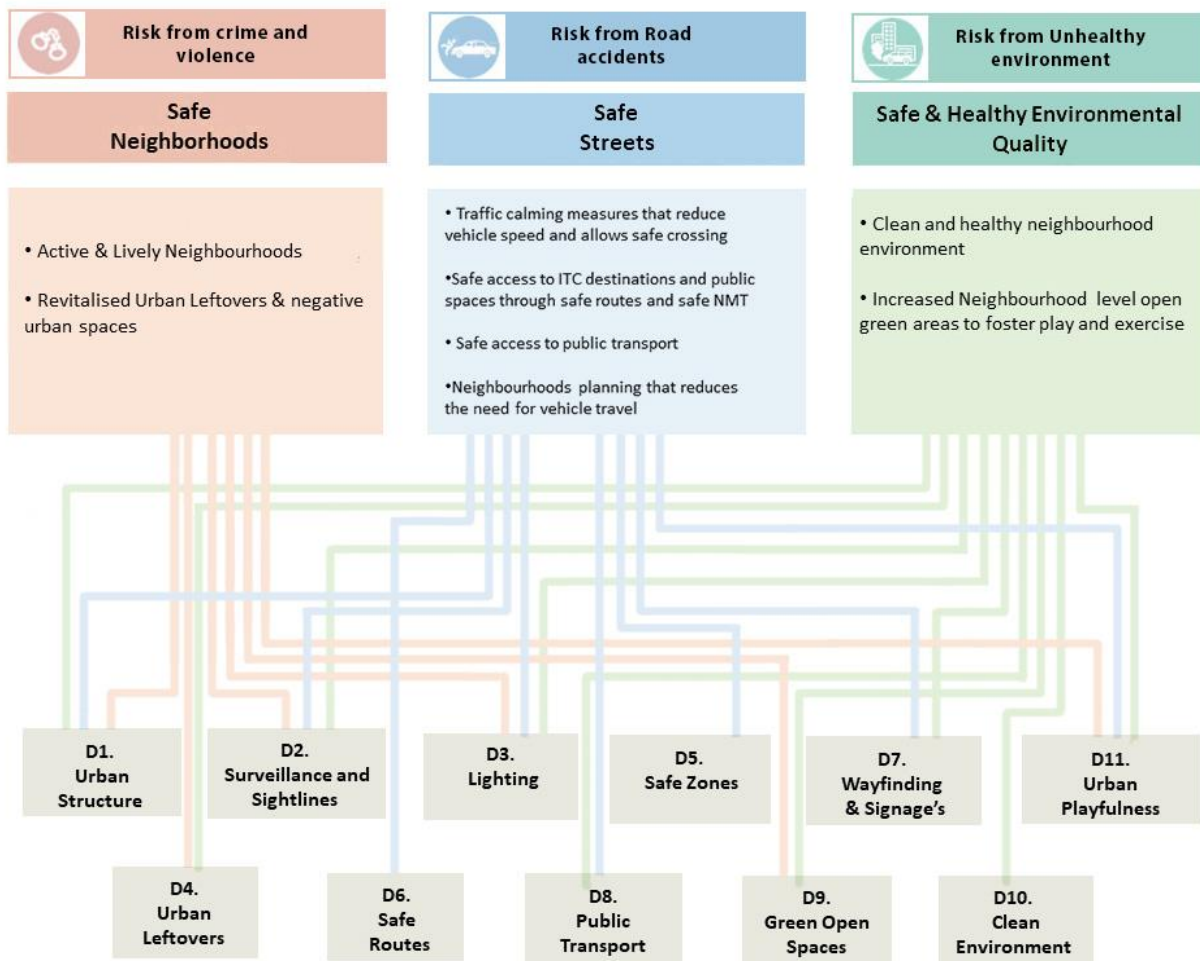 Risk from crime and
violence
Risk from Road
accidents
Risk from Unhealthy
environment
Safe
Neighborhoods
Safe
Streets
Safe & Healthy Environmental
Quality
• Active & Lively Neighbourhoods
• Revitalised Urban Leftovers & negative
urban spaces
• Traffic calming measures that reduce
vehicle speed and allows safe crossing
•Safe access to ITC destinations and public
spaces through safe routes and safe NMT
• Safe access to public transport
•Neighbourhoods planning that reduces
the need for vehicle travel
• Clean and healthy neighbourhood
environment
• Increased Neighbourhood level open
green areas to foster play and exercise
D1.
Urban
Structure
D2.
Surveillance and
Sightlines
D3.
Lighting
D5.
Safe Zones
D7.
Wayfinding
& Signage's
D11.
Urban
Playfulness
D4.
Urban
Leftovers
D6.
Safe
Routes
D8.
Public
Transport
D9.
Green Open
Spaces
D10.
Clean
Environment